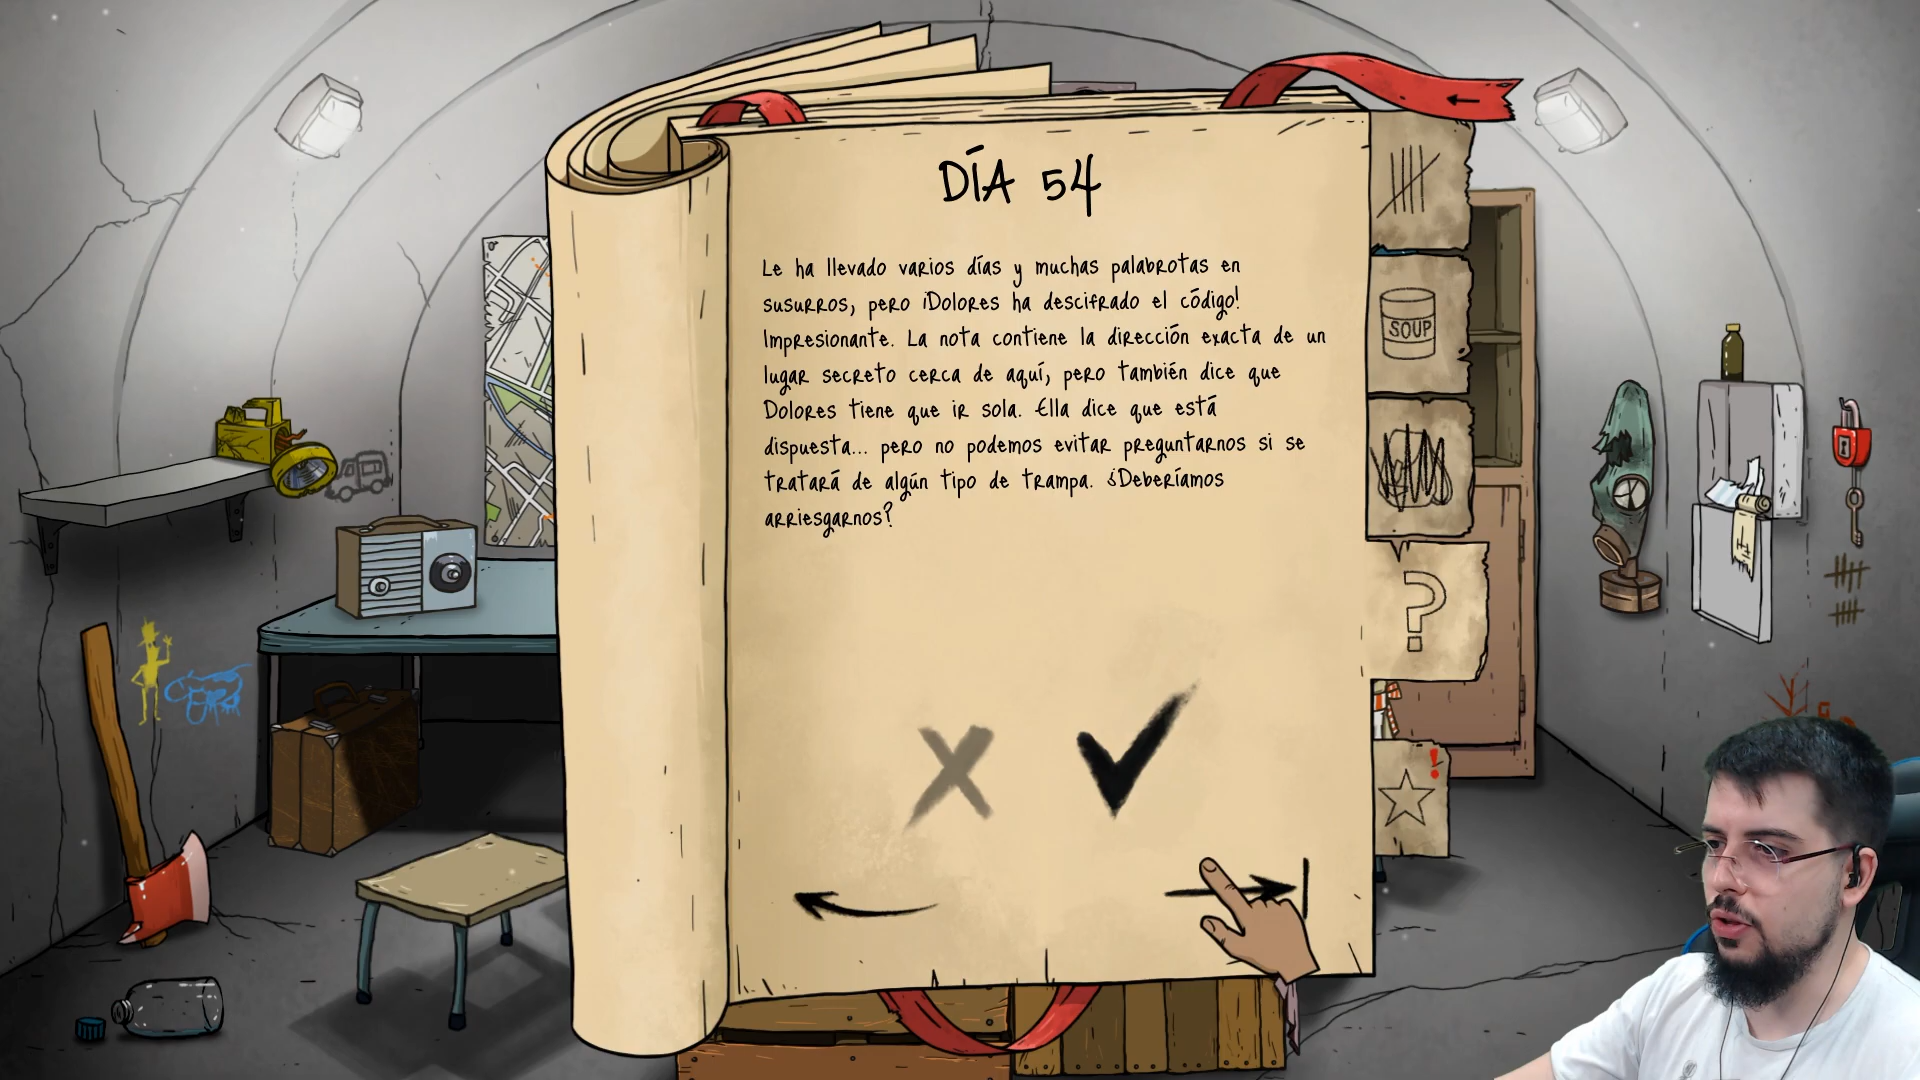 DÍA 54
Le ha llevado varios días y muchas palabrotas en
susurros, pero ¡Dolores ha descifrado el código!
Impresionante. La nota contiene la dirección exacta de un
lugar secreto cerca de aquí, pero también dice que
Dolores tiene que ir sola. Ella dice que está
dispuesta... pero no podemos evitar preguntarnos si se
tratará de algún tipo de trampa. ¿Deberíamos
arriesgarnos?
SOUP
?
!